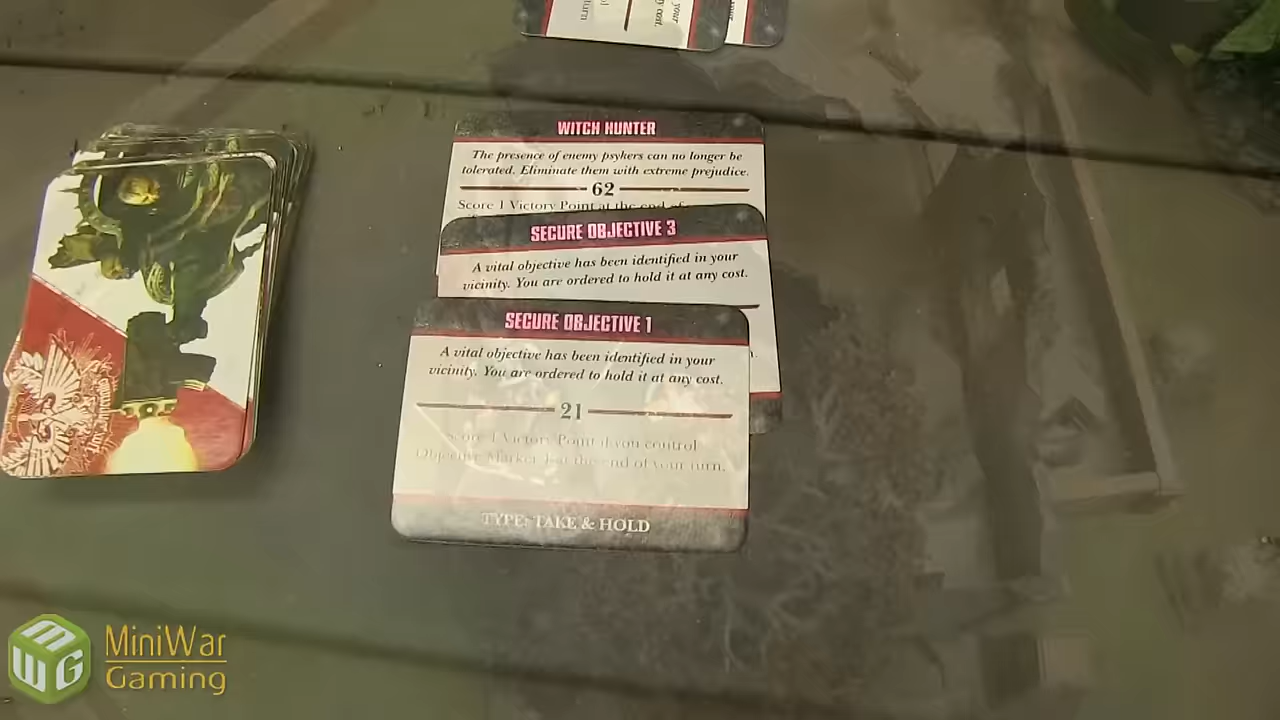 your
turn
WITCH HUNTER
The presence of enemy psykers can no longer be
tolerated. Eliminate them with extreme prejudice.
62
Score 1 Victory Point at the end of
SECURE OBJECTIVE 3
A vital objective has been identified in your
vicinity. You are ordered to hold it at any cost.
SECURE OBJECTIVE 1
A vital objective has been identified in your
vicinity. You are ordered to hold it at any cost.
21
Score 1 Victory Point if you control
Objective Marker 1 at the end of your turn.
TYPE: TAKE & HOLD
MWG
MiniWar
Gaming